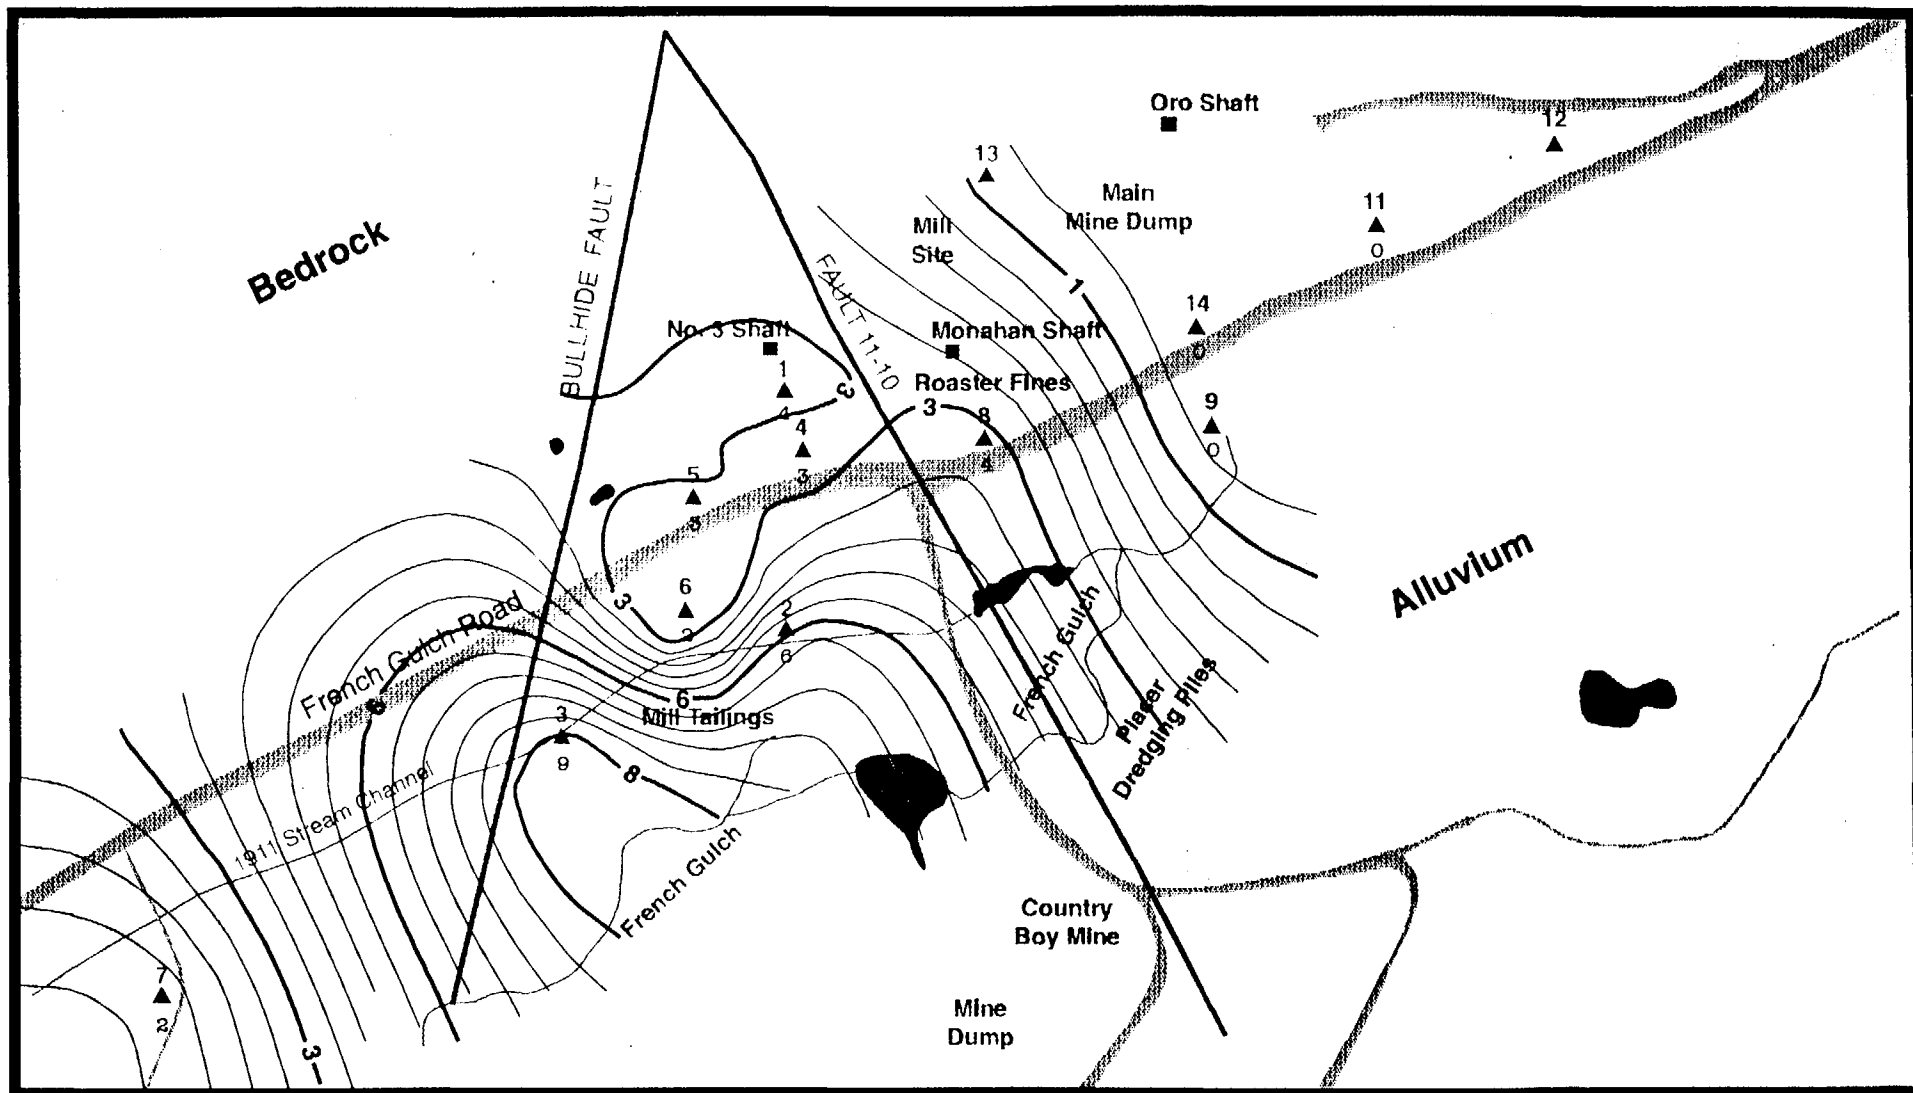 Oro Shaft
12
13
Main
Mine Dump
11
0
Mill
Site
Bedrock
BULLHIDE FAULT
FAULT 11-10
1
14
0
No. 3 Shaft
Monahan Shaft
1
4
3
Roaster Fines
3
8
4
9
0
4
3
5
6
3
2
6
Alluvium
French Gulch Road
French Gulch
6
Mill Tailings
3
9
8
Placer
Dredging Piles
1911 Stream Channel
French Gulch
Country
Boy Mine
7
2
Mine
Dump
3